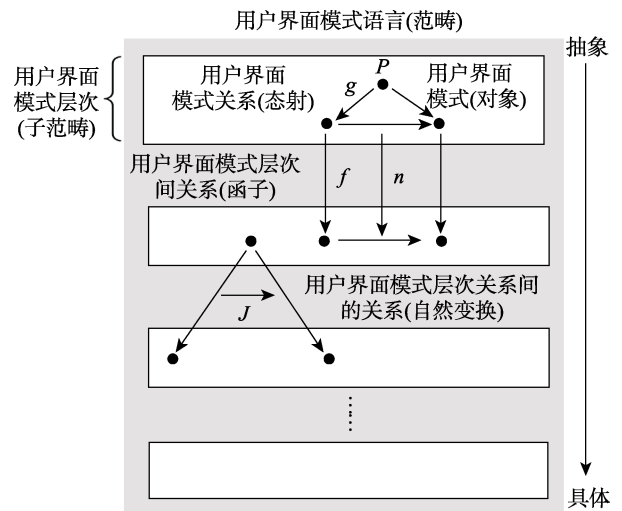 用户界面模式语言(范畴)
抽象
用户界面
模式层次
(子范畴)
用户界面
模式关系(态射)
P
g
用户界面
模式(对象)
用户界面模式层次
间关系(函子)
f
n
用户界面模式层次关系间
的关系(自然变换)
J
具体